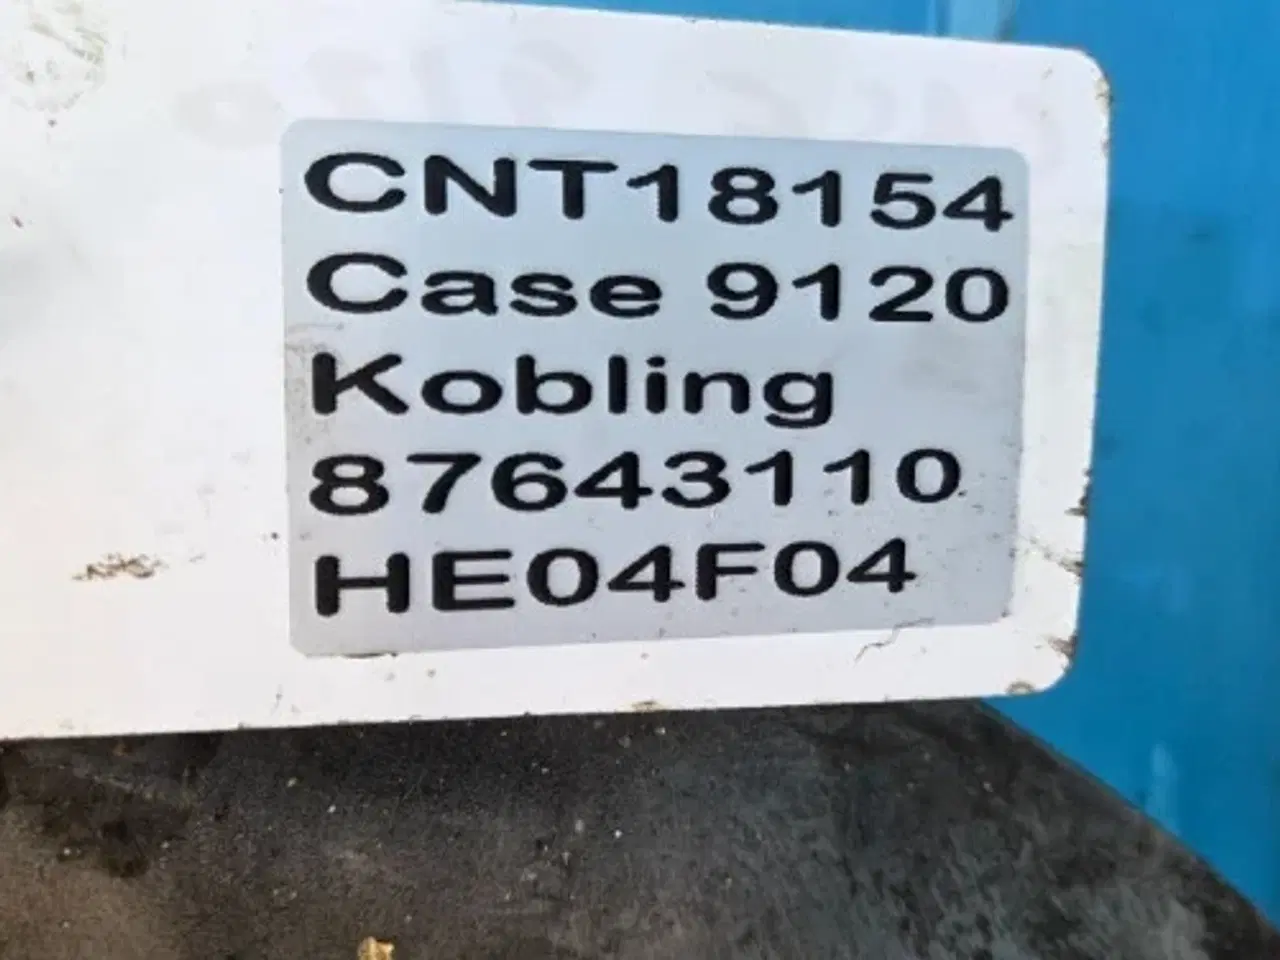 CNT18154
Case 9120
Kobling
87643110
HE04F04